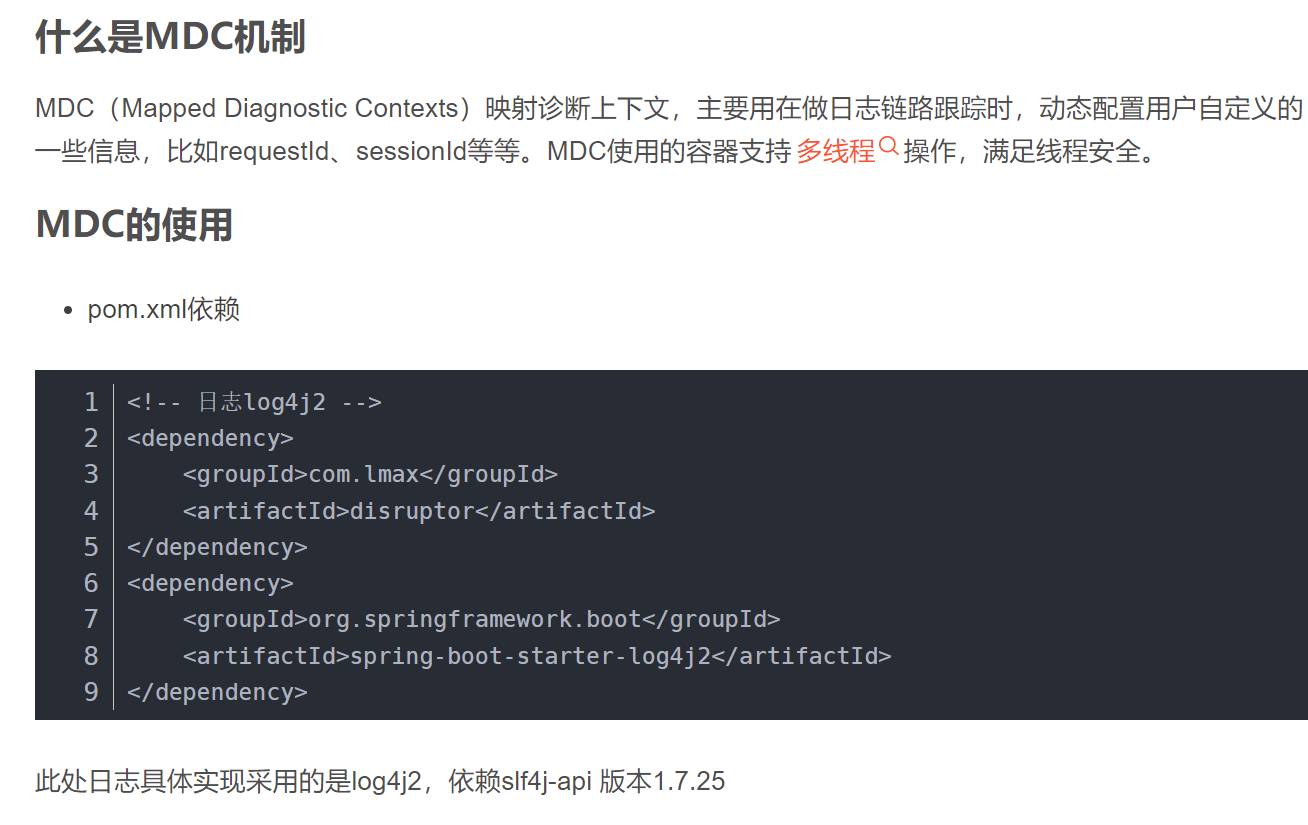 什么是MDC机制
MDC（Mapped Diagnostic Contexts）映射诊断上下文，主要用在做日志链路跟踪时，动态配置用户自定义的
一些信息，比如requestId、sessionId等等。MDC使用的容器支持多线程操作，满足线程安全。
MDC的使用
• pom.xml依赖
1 <!-- 日志log4j2 -->
2 <dependency>
3     <groupId>com.lmax</groupId>
4     <artifactId>disruptor</artifactId>
5 </dependency>
6 <dependency>
7     <groupId>org.springframework.boot</groupId>
8     <artifactId>spring-boot-starter-log4j2</artifactId>
9 </dependency>
此处日志具体实现采用的是log4j2，依赖slf4j-api 版本1.7.25